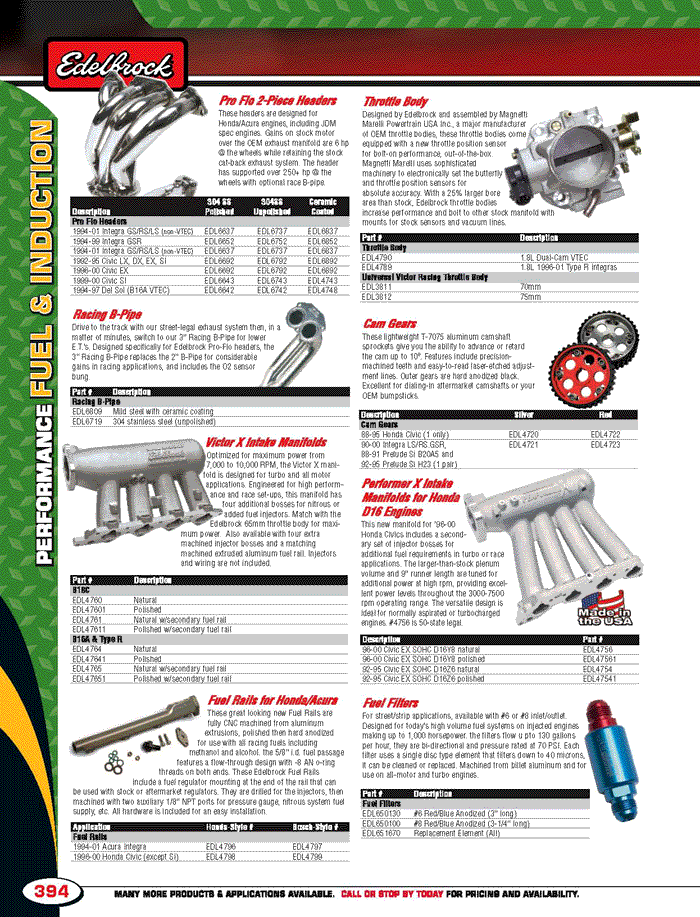 Edelbrock
PERFORMANCE FUEL & INDUCTION
Pro Flo 2-Piece Headers
These headers are designed for
Honda/Acura engines, including JDM
spec engines. Gains on stock motor
over the OEM exhaust manifold are 6 hp
@ the wheels while retaining the stock
cat-back exhaust system. The header
has supported over 250+ hp @ the
wheels with optional race B-pipe.
304 SS 304SS Ceramic
Description Polished Unpolished Coated
Pro Flo Headers
1994-01 Integra GS/RS/LS (non-VTEC) EDL6637 EDL6737 EDL6837
1994-99 Integra GSR EDL6652 EDL6752 EDL6852
1994-01 Integra GS/RS/LS (non-VTEC) EDL6637 EDL6737 EDL6837
1992-95 Civic LX, DX, EX, SI EDL6692 EDL6792 EDL6892
1996-00 Civic EX EDL6692 EDL6792 EDL6892
1989-00 Civic SI EDL6643 EDL6743 EDL4743
1994-97 Del Sol (B16A VTEC) EDL6642 EDL6742 EDL4748
Racing B-Pipe
Drive to the track with our street-legal exhaust system then, in a
matter of minutes, switch to our 3" Racing B-Pipe for lower
E.T.'s. Designed specifically for Edelbrock Pro-Flo headers, the
3" Racing B-Pipe replaces the 2" B-Pipe for considerable
gains in racing applications, and includes the O2 sensor
bung.
Part # Description
Racing B-Pipe
EDL6609 Mild steel with ceramic coating
EDL6719 304 stainless steel (unpolished)
Victor X Intake Manifolds
Optimized for maximum power from
7,000 to 10,000 RPM, the Victor X mani-
fold is designed for turbo and all motor
applications. Engineered for high perform-
ance and race set-ups, this manifold has
four additional bosses for nitrous or
added fuel injectors. Match with the
Edelbrock 65mm throttle body for maxi-
mum power. Also available with four extra
machined injector bosses and a matching
machined extruded aluminum fuel rail. Injectors
and wiring are not included.
Part # Description
B18C
EDL4760 Natural
EDL47601 Polished
EDL4761 Natural w/secondary fuel rail
EDL47611 Polished w/secondary fuel rail
B16A & Type R
EDL4764 Natural
EDL47641 Polished
EDL4765 Natural w/secondary fuel rail
EDL47651 Polished w/secondary fuel rail
Fuel Rails for Honda/Acura
These great looking new Fuel Rails are
fully CNC machined from aluminum
extrusions, polished then hard anodized
for use with all racing fuels including
methanol and alcohol. the 5/8" i.d. fuel passage
features a flow-through design with -8 AN o-ring
threads on both ends. These Edelbrock Fuel Rails
include a fuel regulator mounting at the end of the rail that can
be used with stock or aftermarket regulators. They are drilled for the injectors, then
machined with two auxiliary 1/8" NPT ports for pressure gauge, nitrous system fuel
supply, etc. All hardware is included for an easy installation.
Application Honda-Style # Bosch-Style #
Fuel Rails
1994-01 Acura Integra EDL4796 EDL4797
1996-00 Honda Civic (except Si) EDL4798 EDL4799
Throttle Body
Designed by Edelbrock and assembled by Magnetti
Marelli Powertrain USA Inc., a major manufacturer
of OEM throttle bodies, these throttle bodies come
equipped with a new throttle position sensor
for bolt-on performance, out-of-the-box.
Magnetti Marelli uses sophisticated
machinery to electronically set the butterfly
and throttle position sensors for
absolute accuracy. With a 25% larger bore
area than stock, Edelbrock throttle bodies
increase performance and bolt to other stock manifold with
mounts for stock sensors and vacuum lines.
Part # Description
Throttle Body
EDL4790 1.8L Dual-Cam VTEC
EDL4789 1.8L 1996-01 Type R Integras
Universal Victor Racing Throttle Body
EDL3811 70mm
EDL3812 75mm
Cam Gears
These lightweight T-7075 aluminum camshaft
sprockets give you the ability to advance or retard
the cam up to 10°. Features include precision-
machined teeth and easy-to-read laser-etched adjust-
ment lines. Outer gears are hard anodized black.
Excellent for dialing-in aftermarket camshafts or your
OEM bumpsticks.
Description Silver Red
Cam Gears
88-95 Honda Civic (1 only) EDL4720 EDL4722
90-00 Integra LS/RS.GSR, EDL4721 EDL4723
88-91 Prelude Si B20A5 and
92-95 Prelude Si H23 (1 pair)
Performer X Intake
Manifolds for Honda
D16 Engines
This new manifold for '96-00
Honda Civics includes a second-
ary set of injector bosses for
additional fuel requirements in turbo or race
applications. The larger-than-stock plenum
volume and 9" runner length are tuned for
additional power at high rpm, providing excel-
lent power levels throughout the 3000-7500
rpm operating range. The versatile design is
ideal for normally aspirated or turbocharged
engines. #4756 is 50-state legal.
Made in
the USA
Description Part #
96-00 Civic EX SOHC D16Y8 natural EDL4756
96-00 Civic EX SOHC D16Y8 polished EDL47561
92-95 Civic EX SOHC D16Z6 natural EDL4754
92-95 Civic EX SOHC D16Z6 polished EDL47541
Fuel Filters
For street/strip applications, available with #6 or #8 inlet/outlet.
Designed for today's high volume fuel systems on injected engines
making up to 1,000 horsepower. the filters flow u pto 130 gallons
per hour, they are bi-directional and pressure rated at 70 PSI. Each
filter uses a single disc type element that filters down to 40 microns,
it can be cleaned or replaced. Machined from billet aluminum and for
use on all-motor and turbo engines.
Part # Description
Fuel Filters
EDL650130 #6 Red/Blue Anodized (3" long)
EDL650100 #8 Red/Blue Anodized (3-1/4" long)
EDL651670 Replacement Element (All)
394
MANY MORE PRODUCTS & APPLICATIONS AVAILABLE. CALL OR STOP BY TODAY FOR PRICING AND AVAILABILITY.